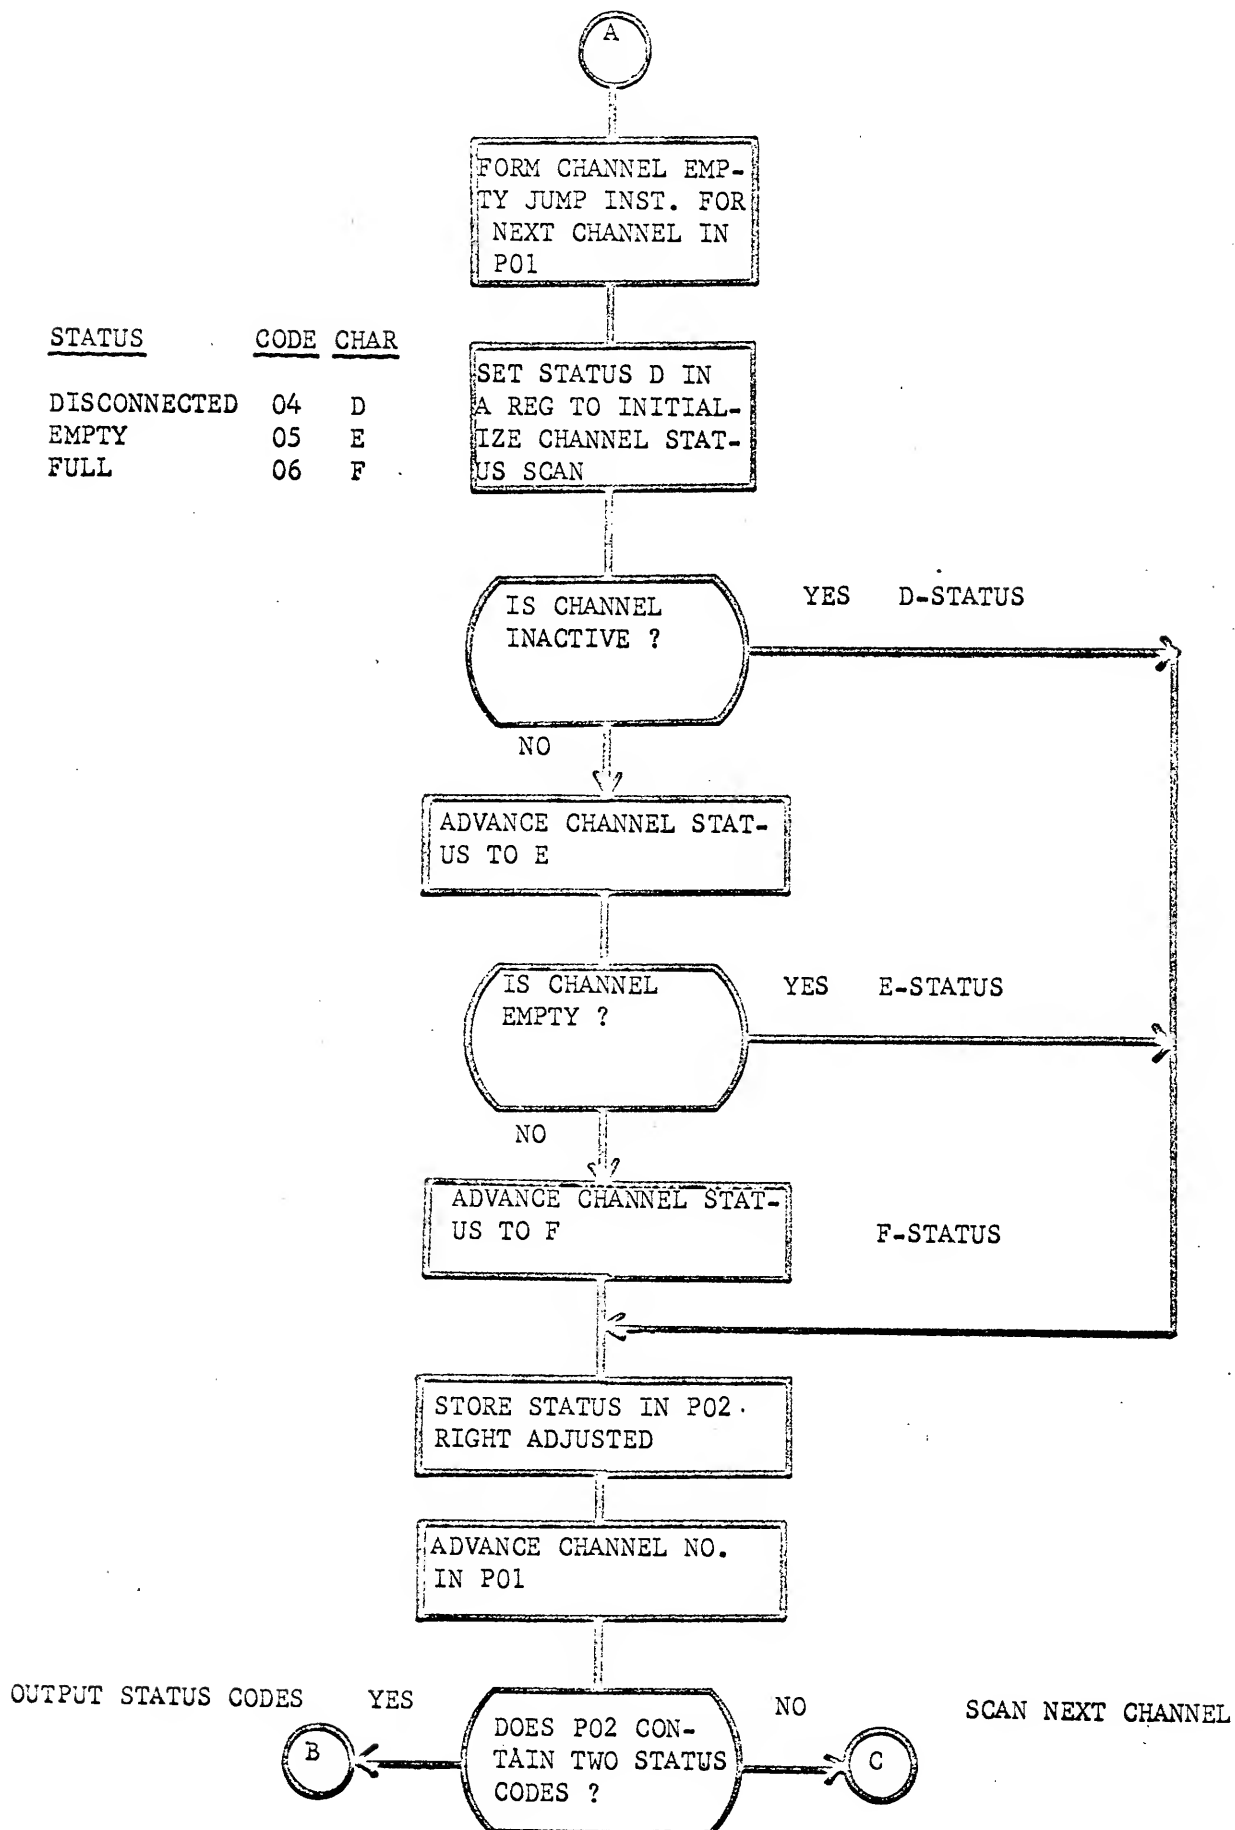 A
FORM CHANNEL EMP-
TY JUMP INST. FOR
NEXT CHANNEL IN
P01
STATUS CODE CHAR
DISCONNECTED 04 D
EMPTY 05 E
FULL 06 F
SET STATUS D IN
A REG TO INITIAL-
IZE CHANNEL STAT-
US SCAN
IS CHANNEL
INACTIVE ?
YES D-STATUS
NO
ADVANCE CHANNEL STAT-
US TO E
IS CHANNEL
EMPTY ?
YES E-STATUS
NO
ADVANCE CHANNEL STAT-
US TO F
F-STATUS
STORE STATUS IN P02.
RIGHT ADJUSTED
ADVANCE CHANNEL NO.
IN P01
OUTPUT STATUS CODES YES
B
DOES P02 CON-
TAIN TWO STATUS
CODES ?
NO SCAN NEXT CHANNEL
C